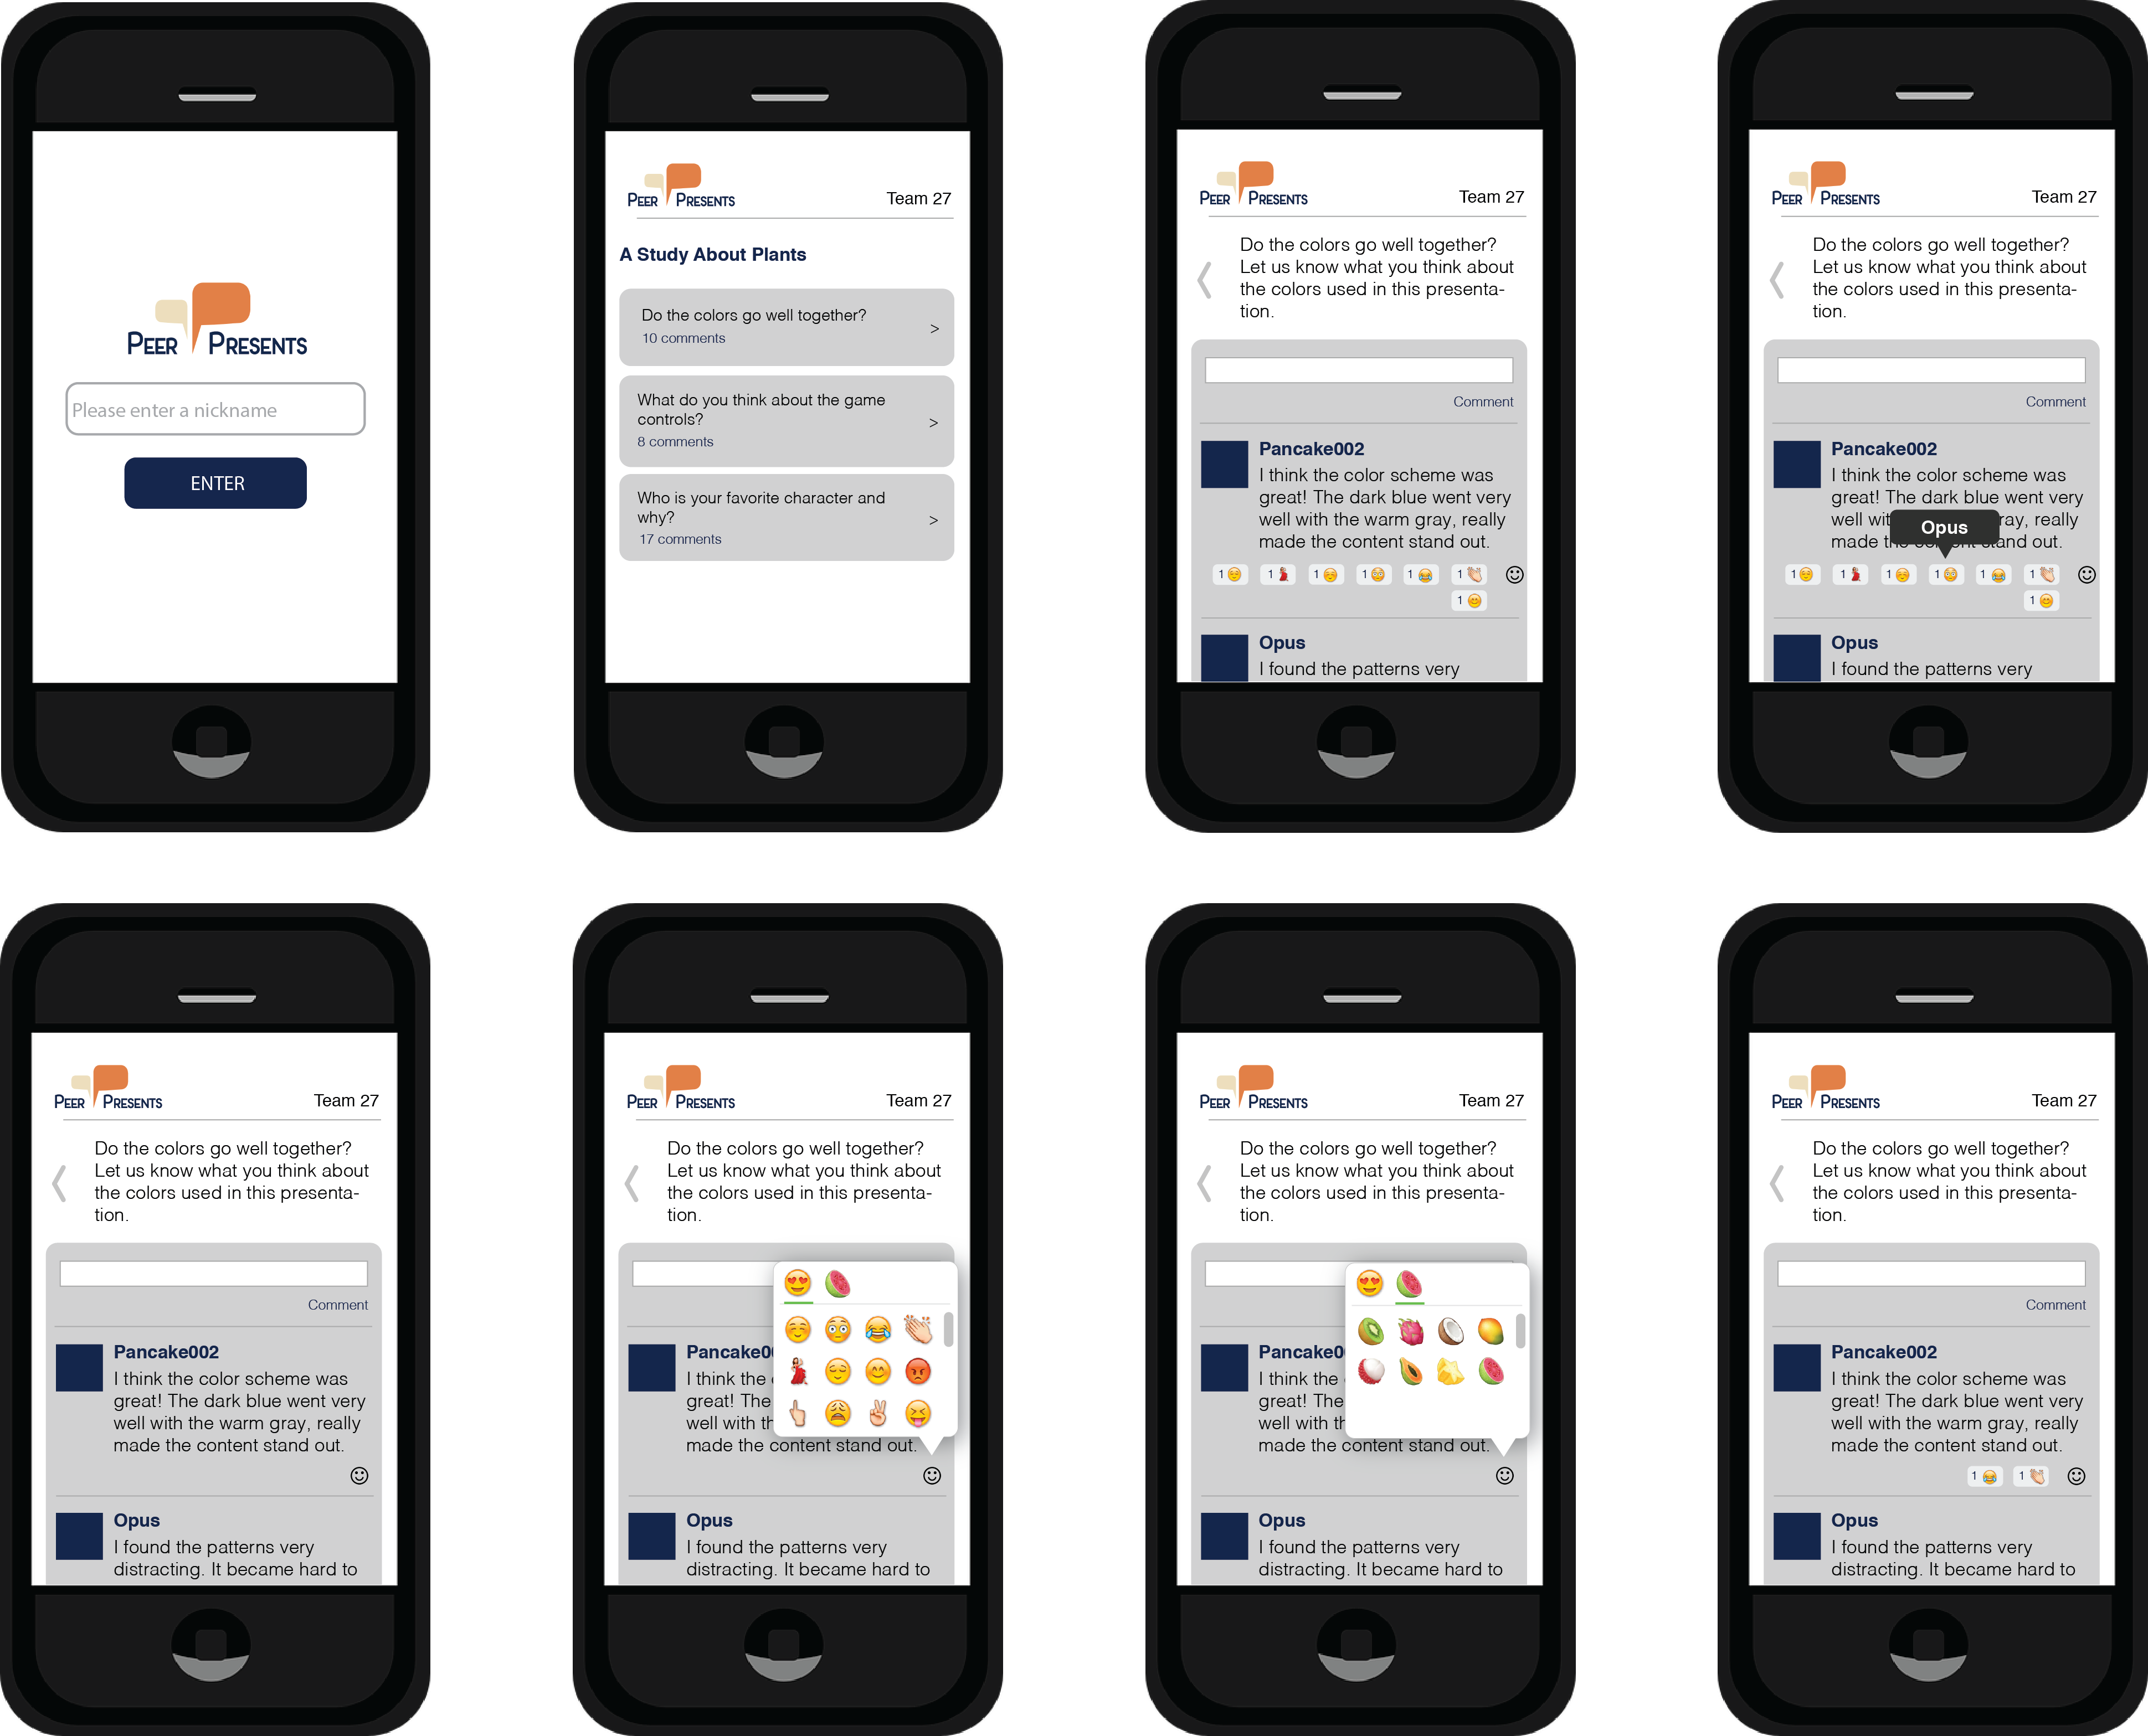 PEER PRESENTS
Please enter a nickname
ENTER
PEER PRESENTS
Team 27
A Study About Plants
Do the colors go well together?
10 comments
>
What do you think about the game
controls?
8 comments
>
Who is your favorite character and
why?
17 comments
>
PEER PRESENTS
Team 27
Do the colors go well together?
Let us know what you think about
the colors used in this presenta-
tion.
Comment
Pancake002
I think the color scheme was
great! The dark blue went very
well with the warm gray, really
made the content stand out.
1 1 1 1 1 1
1
Opus
I found the patterns very
PEER PRESENTS
Team 27
Do the colors go well together?
Let us know what you think about
the colors used in this presenta-
tion.
Comment
Pancake002
I think the color scheme was
great! The dark blue went very
well wit ray, really
Opus
made th stand out.
1 1 1 1 1 1
1
Opus
I found the patterns very
PEER PRESENTS
Team 27
Do the colors go well together?
Let us know what you think about
the colors used in this presenta-
tion.
Comment
Pancake002
I think the color scheme was
great! The dark blue went very
well with the warm gray, really
made the content stand out.
Opus
I found the patterns very
distracting. It became hard to
PEER PRESENTS
Team 27
Do the colors go well together?
Let us know what you think about
the colors used in this presenta-
tion.
Pancake0
I think the
great! The
well with th
made the content stand out.
Opus
I found the patterns very
distracting. It became hard to
PEER PRESENTS
Team 27
Do the colors go well together?
Let us know what you think about
the colors used in this presenta-
tion.
Pancake0
I think the
great! The
well with th
made the content stand out.
Opus
I found the patterns very
distracting. It became hard to
PEER PRESENTS
Team 27
Do the colors go well together?
Let us know what you think about
the colors used in this presenta-
tion.
Comment
Pancake002
I think the color scheme was
great! The dark blue went very
well with the warm gray, really
made the content stand out.
1 1
Opus
I found the patterns very
distracting. It became hard to